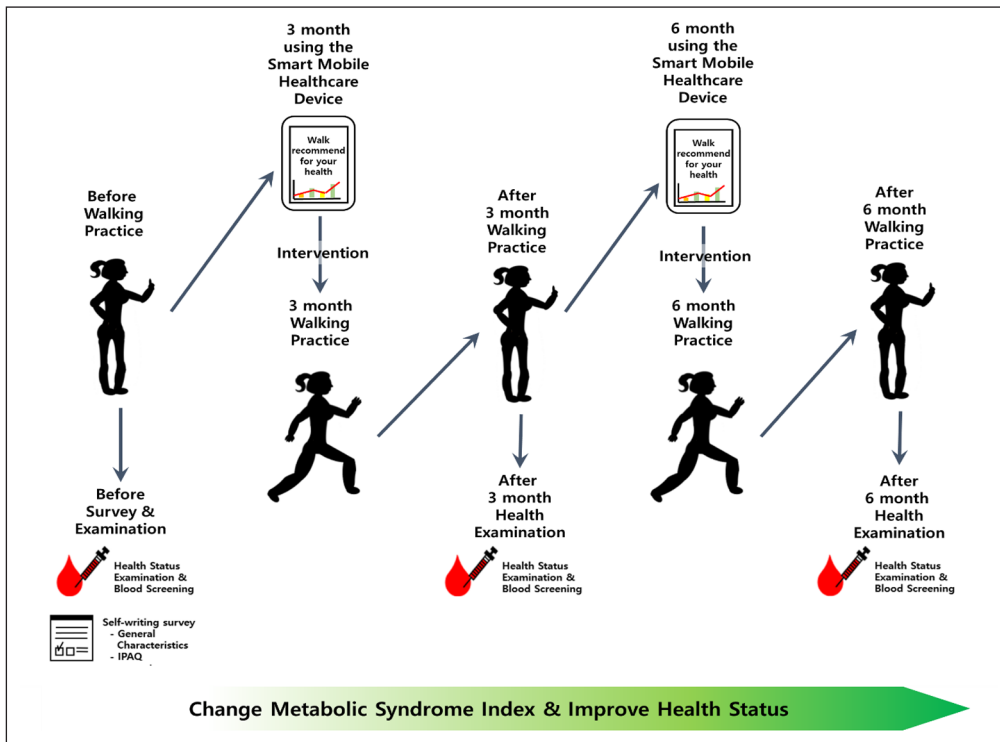 3 month
using the
Smart Mobile
Healthcare
Device
Walk
recommend
for your
health
Before
Walking
Practice
Intervention
3 month
Walking
Practice
Before
Survey &
Examination
Health Status
Examination &
Blood Screening
Self-writing survey
- General
Characteristics
- IPAQ
After
3 month
Walking
Practice
After
3 month
Health
Examination
Health Status
Examination &
Blood Screening
6 month
using the
Smart Mobile
Healthcare
Device
Walk
recommend
for your
health
Intervention
6 month
Walking
Practice
After
6 month
Walking
Practice
After
6 month
Health
Examination
Health Status
Examination &
Blood Screening
Change Metabolic Syndrome Index & Improve Health Status